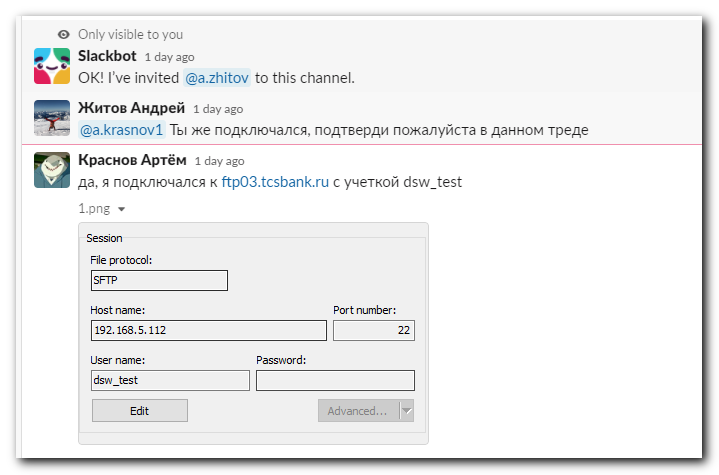 Only visible to you
Slackbot 1 day ago
OK! I've invited @a.zhitov to this channel.
Житов Андрей 1 day ago
@a.krasnov1 Ты же подключался, подтверди пожалуйста в данном треде
Краснов Артём 1 day ago
да, я подключался к ftp03.tcsbank.ru с учеткой dsw_test
1.png
Session
File protocol:
SFTP
Host name: Port number:
192.168.5.112 22
User name: Password:
dsw_test
Edit Advanced...